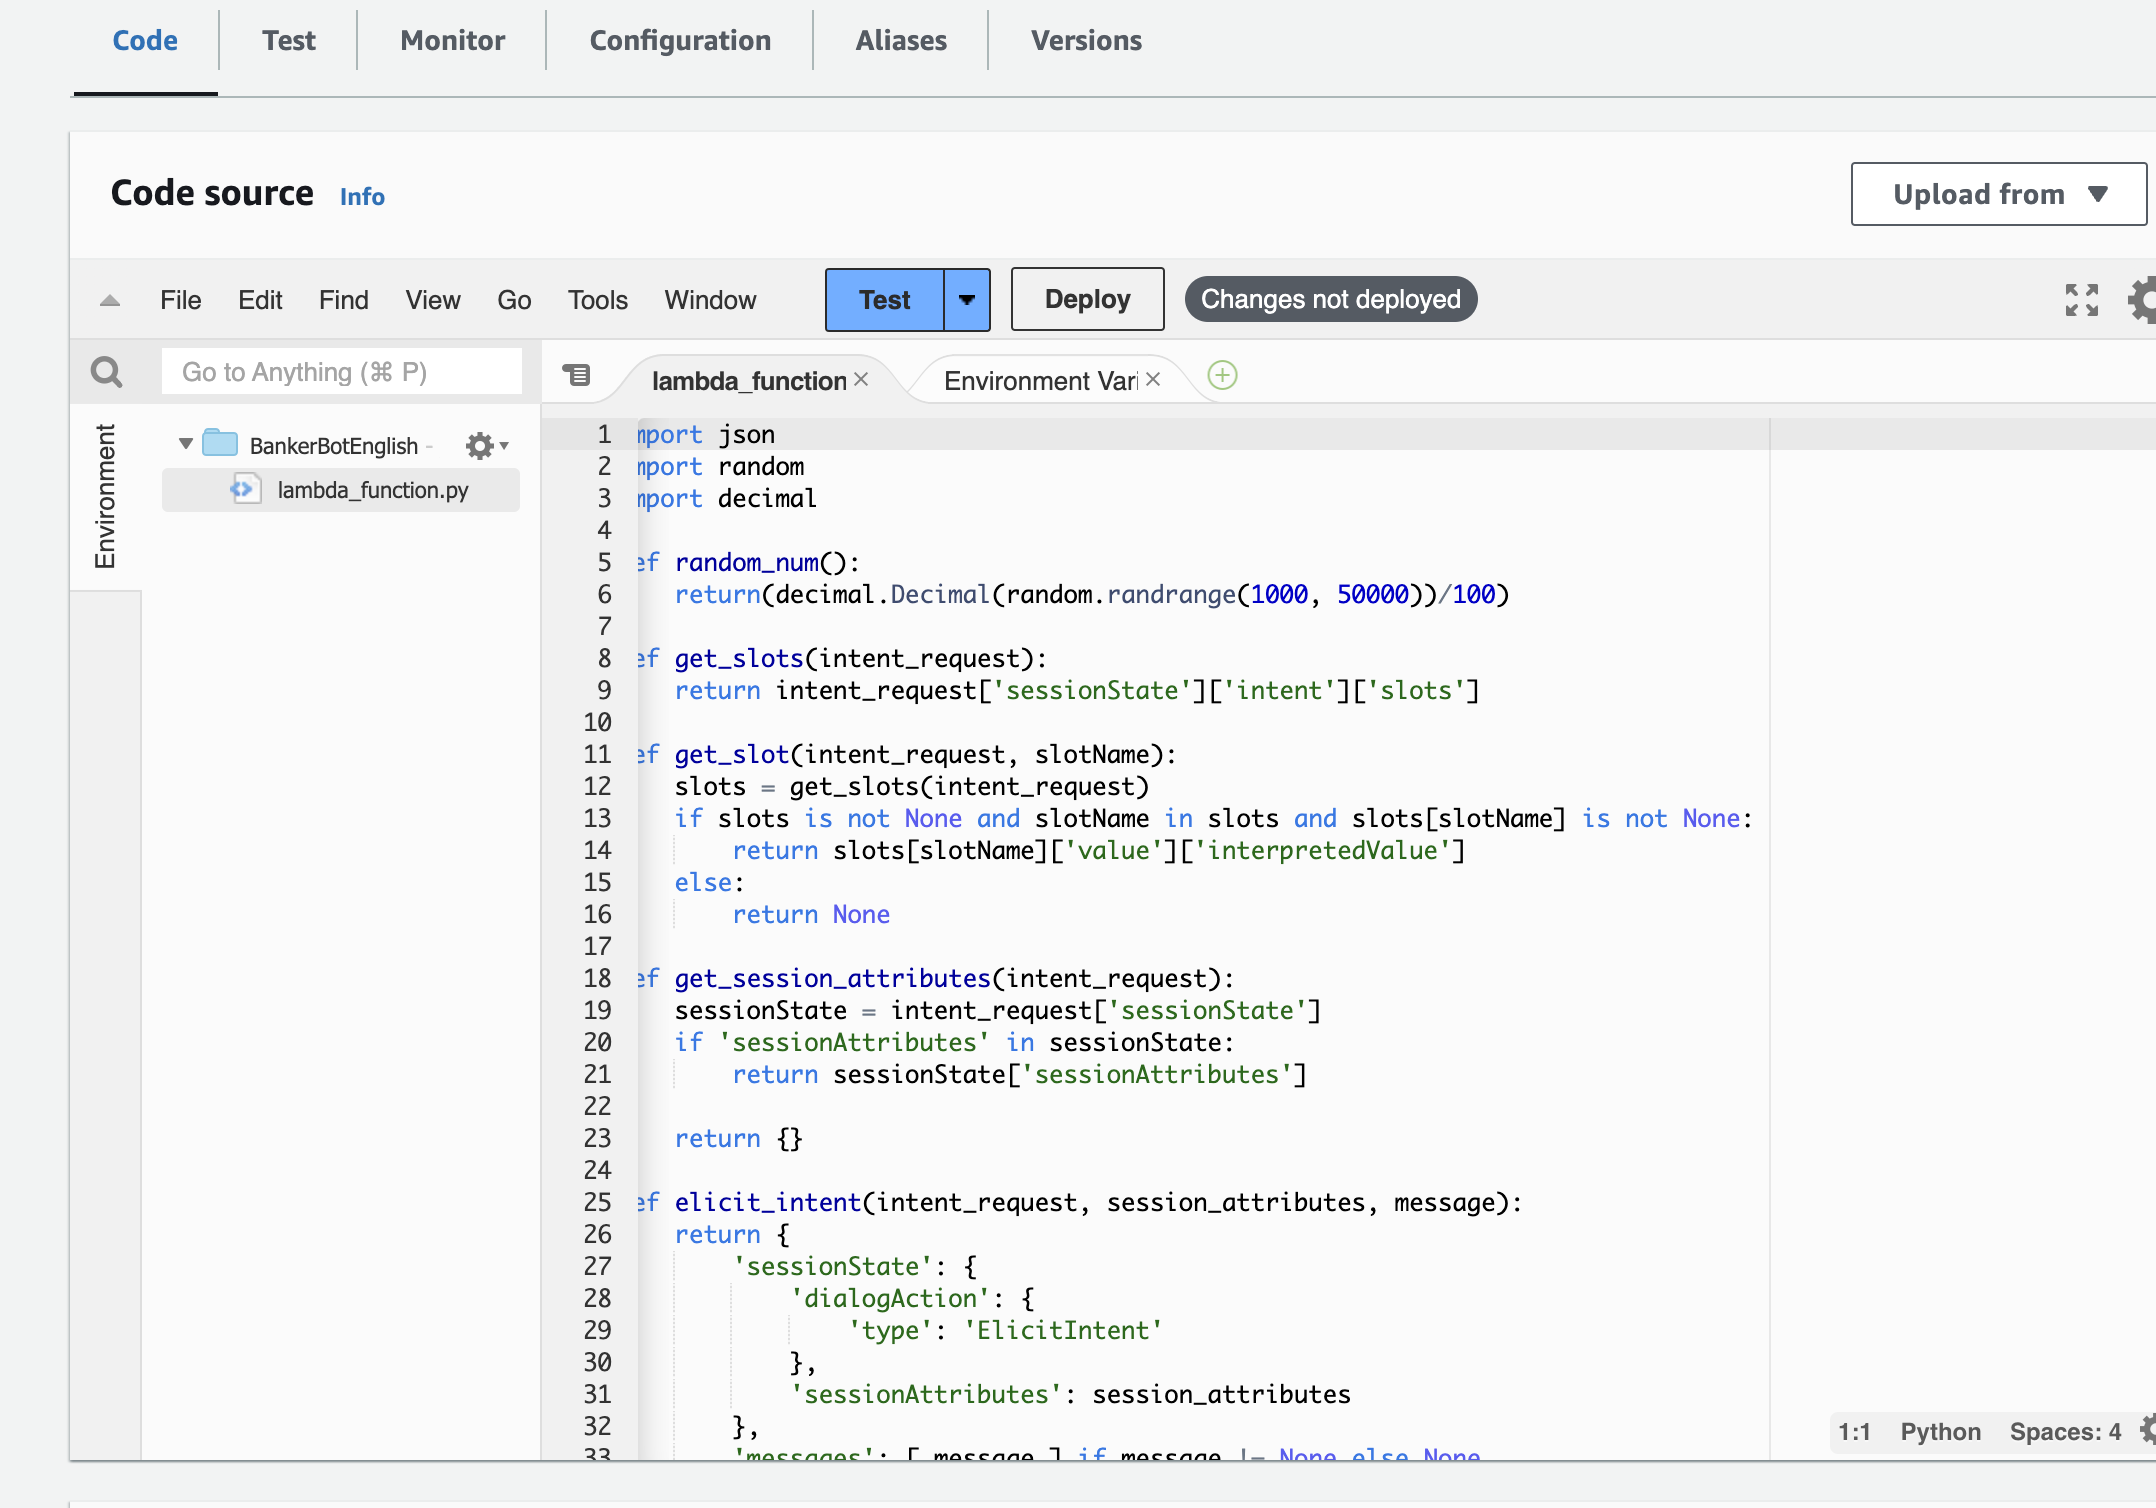 Code Test Monitor Configuration Aliases Versions
Code source Info
Upload from
File Edit Find View Go Tools Window Test Deploy Changes not deployed
Go to Anything (⌘ P)
lambda_function
Environment Vari
Environment
BankerBotEnglish -
lambda_function.py
1 mport json
2 mport random
3 mport decimal
4
5 ef random_num():
6 return(decimal.Decimal(random.randrange(1000, 50000))/100)
7
8 ef get_slots(intent_request):
9 return intent_request['sessionState']['intent']['slots']
10
11 ef get_slot(intent_request, slotName):
12 slots = get_slots(intent_request)
13 if slots is not None and slotName in slots and slots[slotName] is not None:
14 return slots[slotName]['value']['interpretedValue']
15 else:
16 return None
17
18 ef get_session_attributes(intent_request):
19 sessionState = intent_request['sessionState']
20 if 'sessionAttributes' in sessionState:
21 return sessionState['sessionAttributes']
22
23 return {}
24
25 ef elicit_intent(intent_request, session_attributes, message):
26 return {
27 'sessionState': {
28 'dialogAction': {
29 'type': 'ElicitIntent'
30 },
31 'sessionAttributes': session_attributes
32 },
33 'messages': [ message ] if message != None else None
1:1 Python Spaces: 4